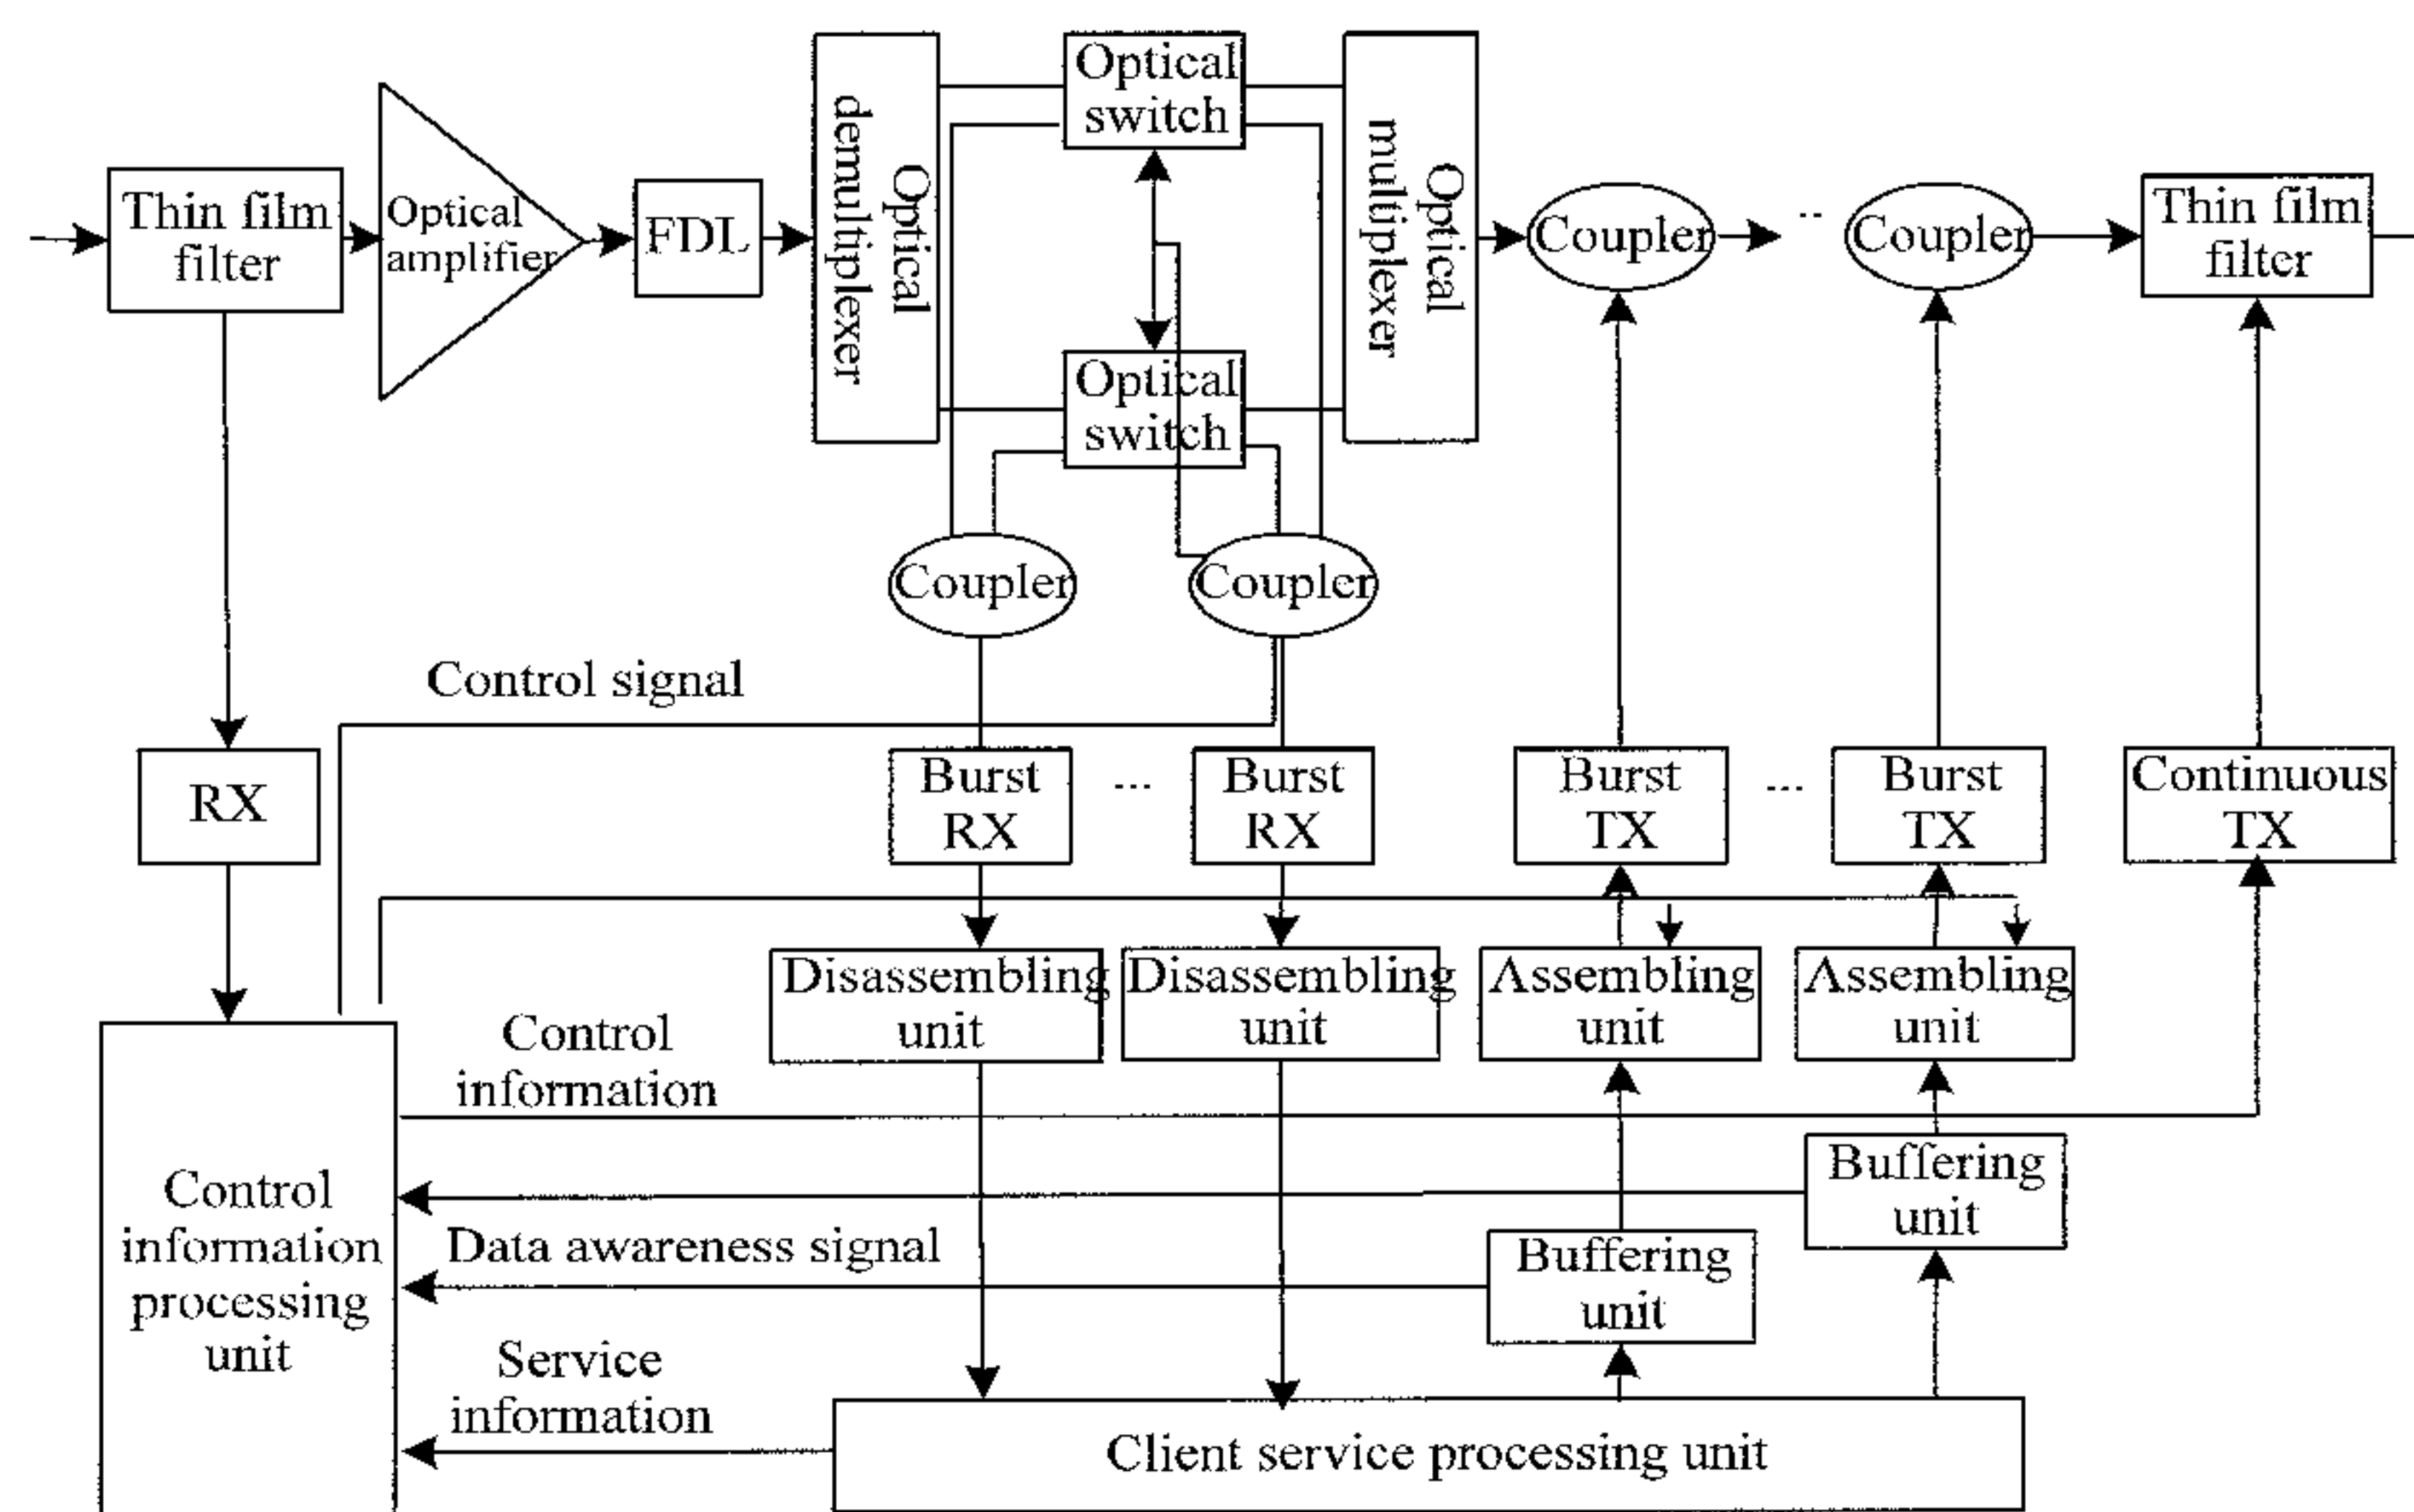 Optical
switch
Optical
demultiplexer
Optical
multiplexer
Thin film
filter
Optical
amplifier
FDL
Coupler
..
Coupler
Thin film
filter
Optical
switch
Coupler
Coupler
Control signal
RX
Burst
RX
...
Burst
RX
Burst
TX
...
Burst
TX
Continuous
TX
Disassembling
unit
Disassembling
unit
Assembling
unit
Assembling
unit
Control
information
Control
information
processing
unit
Buffering
unit
Data awareness signal
Buffering
unit
Service
information
Client service processing unit